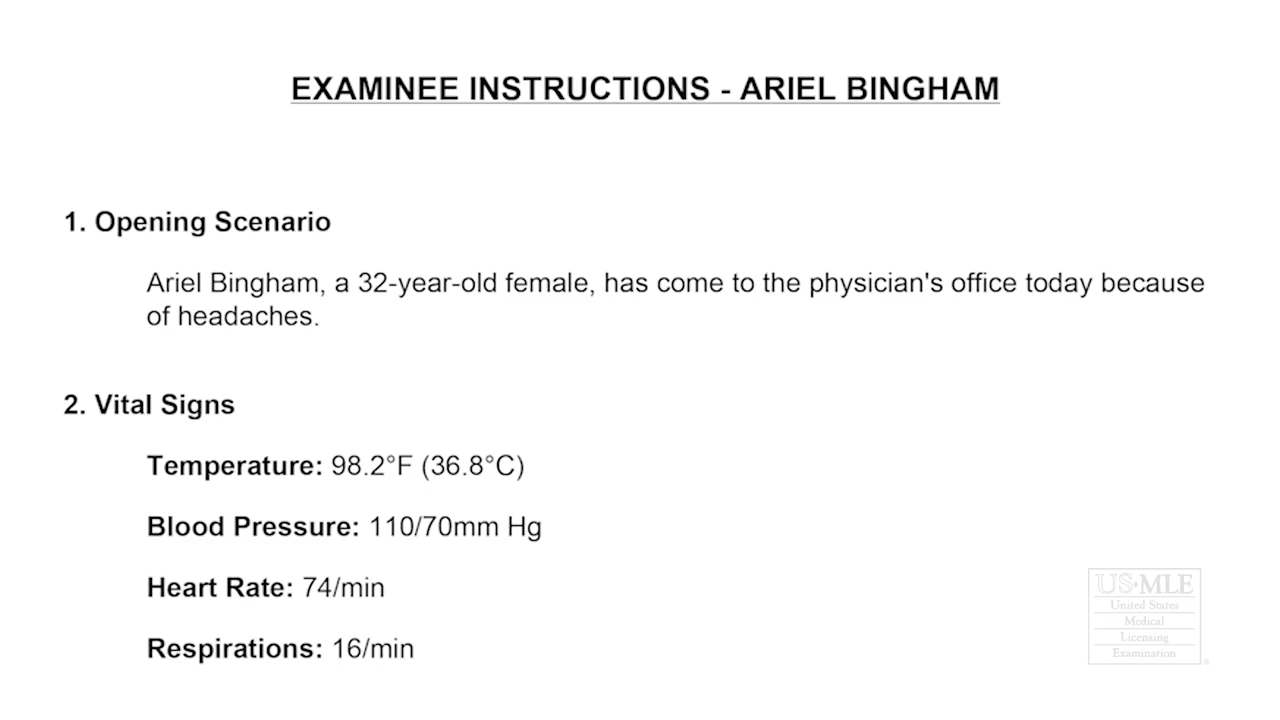 EXAMINEE INSTRUCTIONS - ARIEL BINGHAM
1. Opening Scenario
Ariel Bingham, a 32-year-old female, has come to the physician's office today because
of headaches.
2. Vital Signs
Temperature: 98.2°F (36.8°C)
Blood Pressure: 110/70mm Hg
Heart Rate: 74/min
Respirations: 16/min
US·MLE
United States
Medical
Licensing
Examination
®